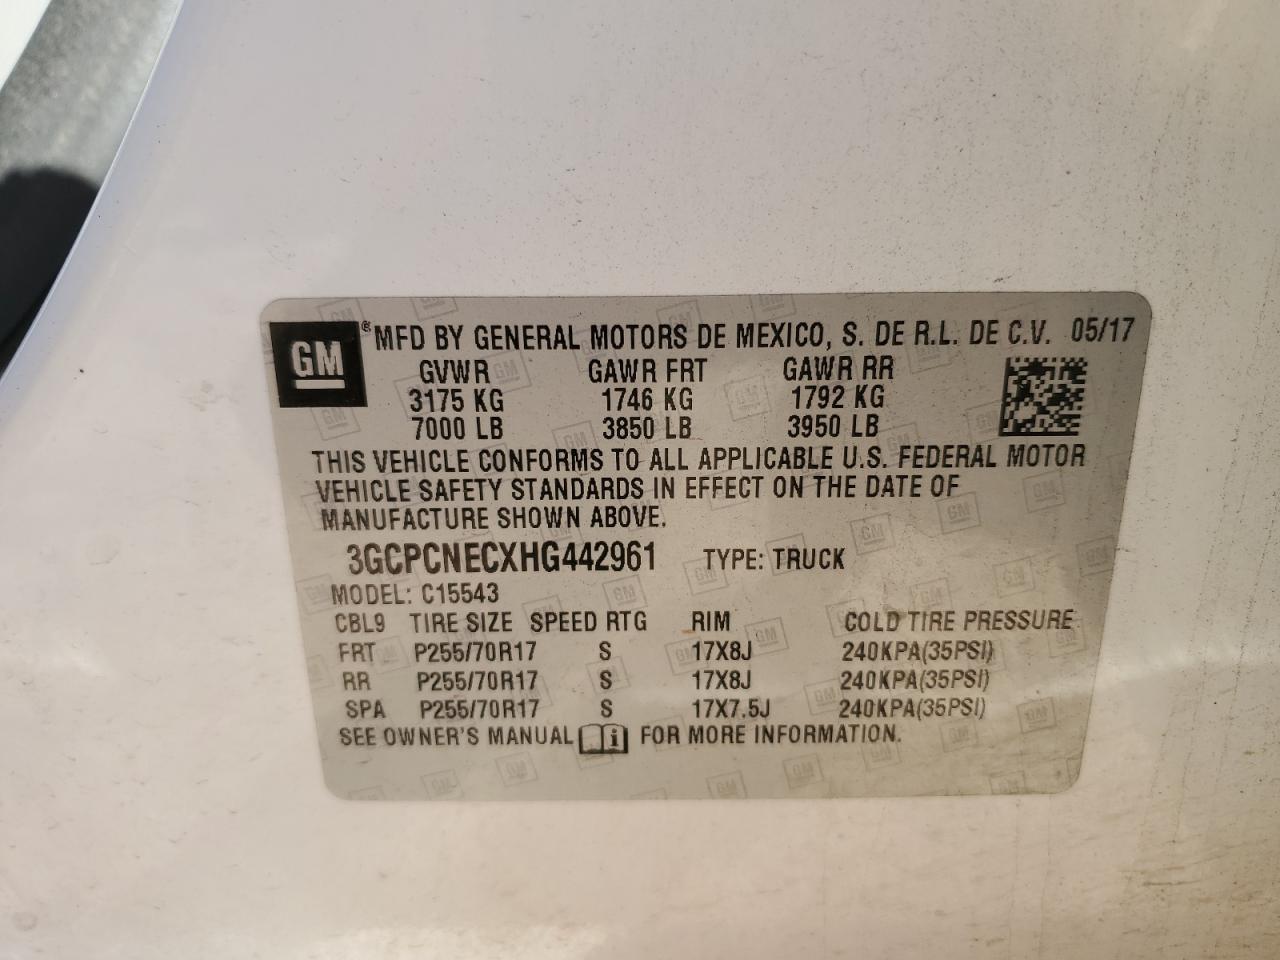 GM ® MFD BY GENERAL MOTORS DE MEXICO, S. DE R.L. DE C.V. 05/17
GVWR GAWR FRT GAWR RR
3175 KG 1746 KG 1792 KG
7000 LB 3850 LB 3950 LB
THIS VEHICLE CONFORMS TO ALL APPLICABLE U.S. FEDERAL MOTOR
VEHICLE SAFETY STANDARDS IN EFFECT ON THE DATE OF
MANUFACTURE SHOWN ABOVE.
3GCPCNECXHG442961 TYPE: TRUCK
MODEL: C15543
CBL9 TIRE SIZE SPEED RTG RIM COLD TIRE PRESSURE
FRT P255/70R17 S 17X8J 240KPA(35PSI)
RR P255/70R17 S 17X8J 240KPA(35PSI)
SPA P255/70R17 S 17X7.5J 240KPA(35PSI)
SEE OWNER'S MANUAL FOR MORE INFORMATION.